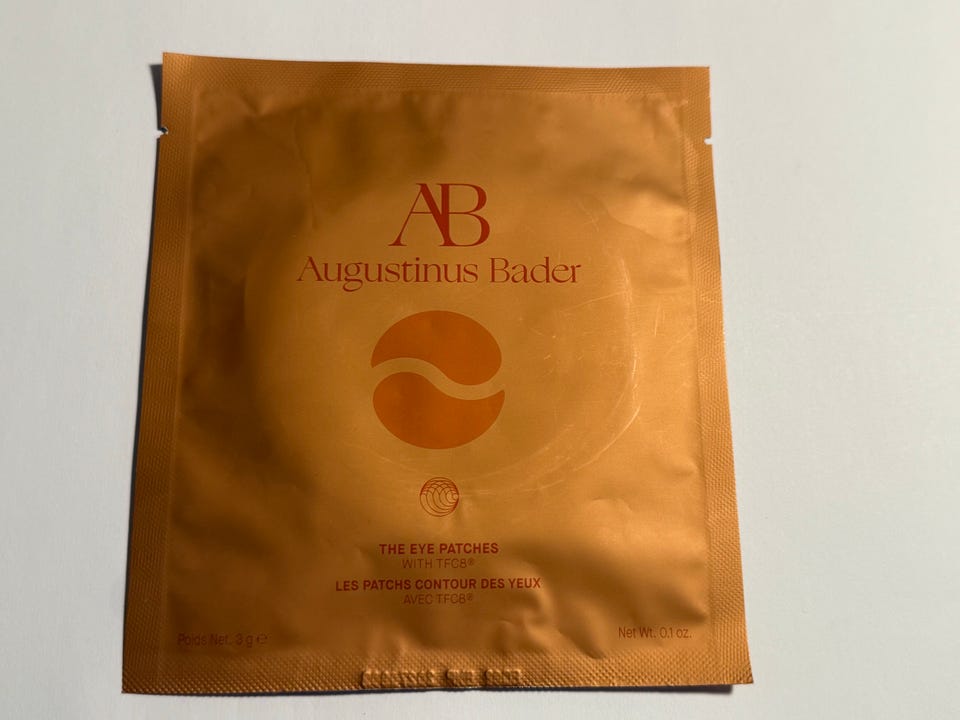 AB
Augustinus Bader
THE EYE PATCHES
WITH TFC8®
LES PATCHS CONTOUR DES YEUX
AVEC TFC8®
Poids Net. 3 g ℮
Net Wt. 0.1 oz.